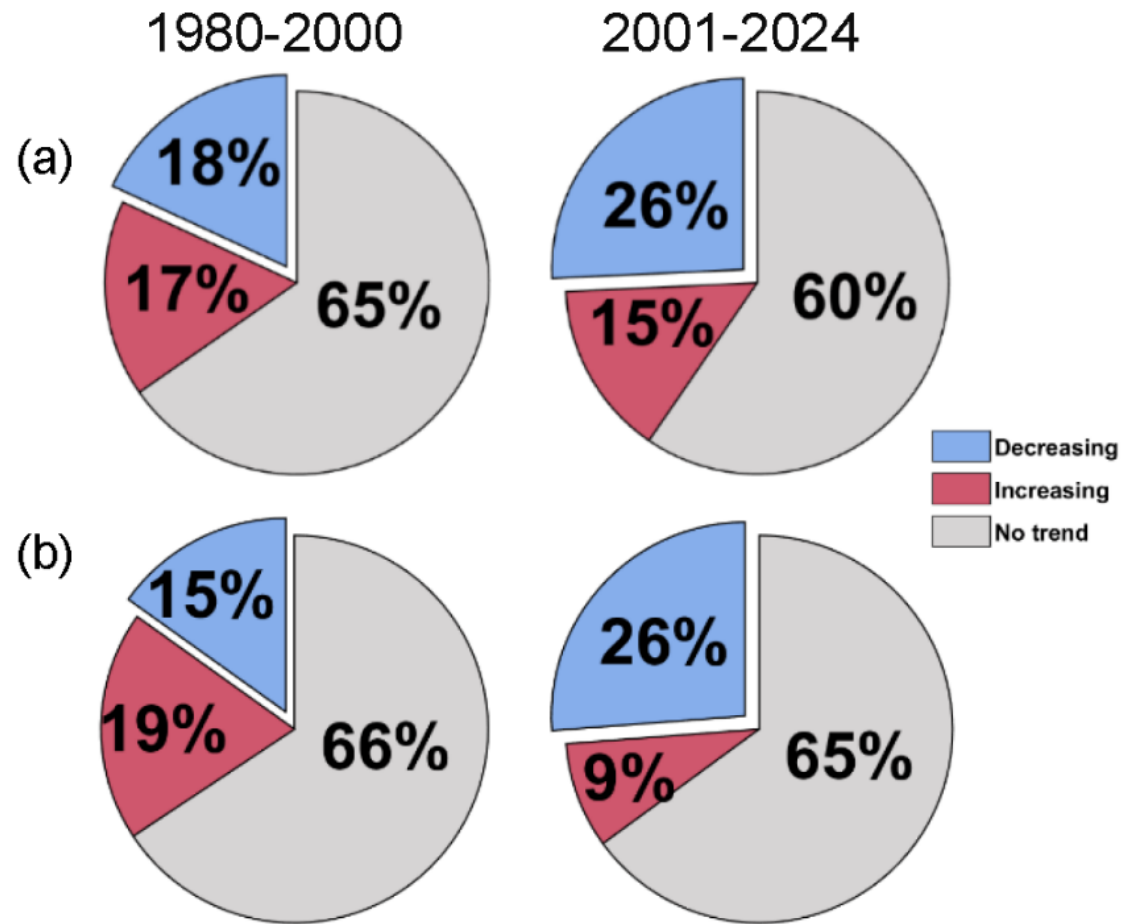 1980-2000 2001-2024
(a)
18%
17%
65%
26%
15%
60%
Decreasing
Increasing
No trend
(b)
15%
19%
66%
26%
9%
65%